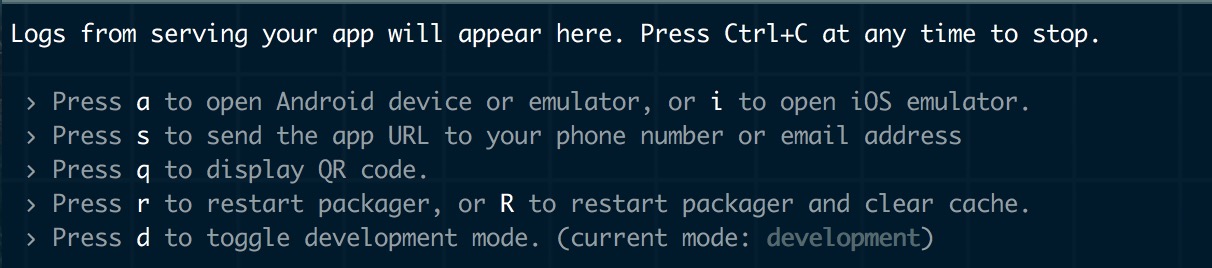 Logs from serving your app will appear here. Press Ctrl+C at any time to stop.
› Press a to open Android device or emulator, or i to open iOS emulator.
› Press s to send the app URL to your phone number or email address
› Press q to display QR code.
› Press r to restart packager, or R to restart packager and clear cache.
› Press d to toggle development mode. (current mode: development)